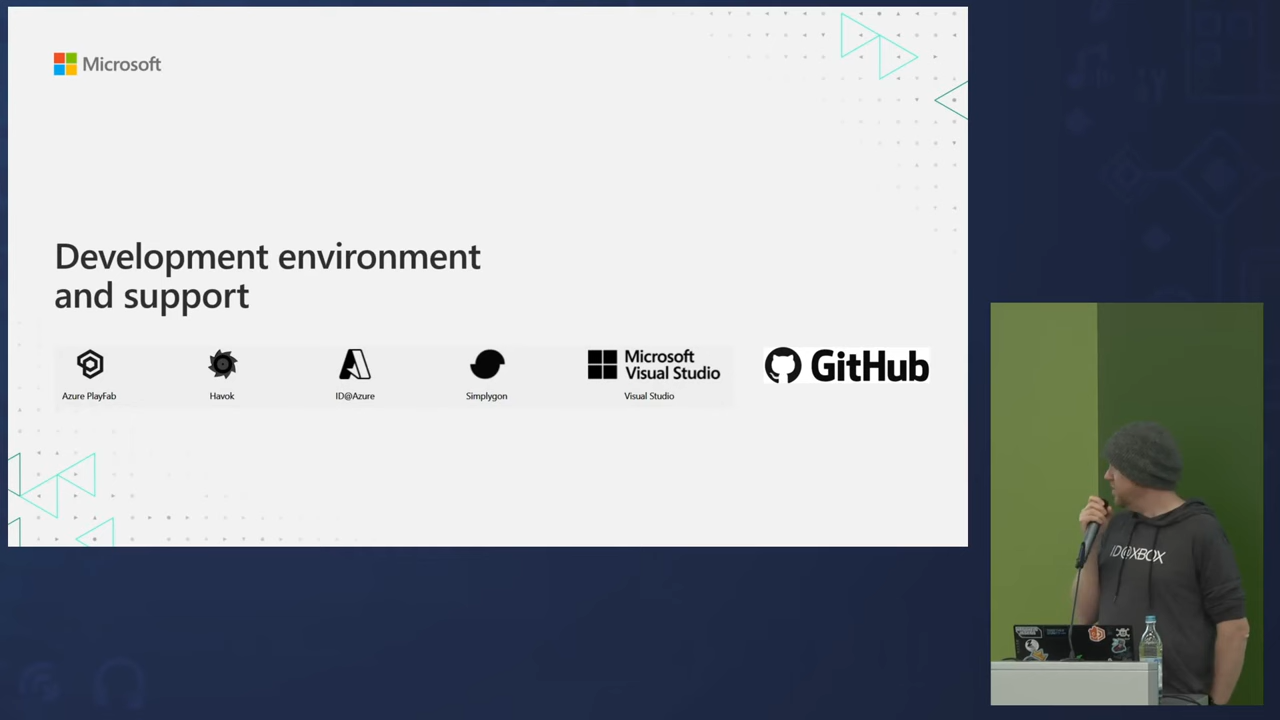 Microsoft
Development environment
and support
Azure PlayFab
Havok
ID@Azure
Simplygon
Microsoft
Visual Studio
Visual Studio
GitHub
ID@XBOX